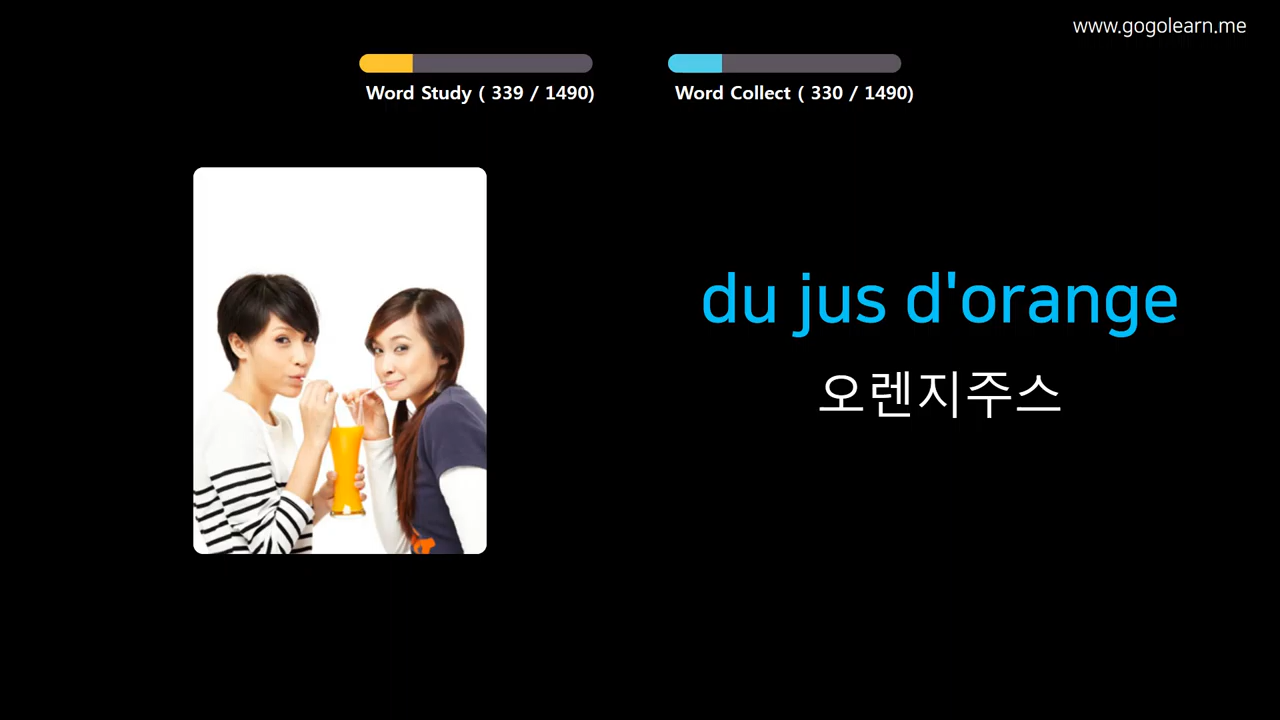 www.gogolearn.me
Word Study ( 339 / 1490)
Word Collect ( 330 / 1490)
du jus d'orange
오렌지주스